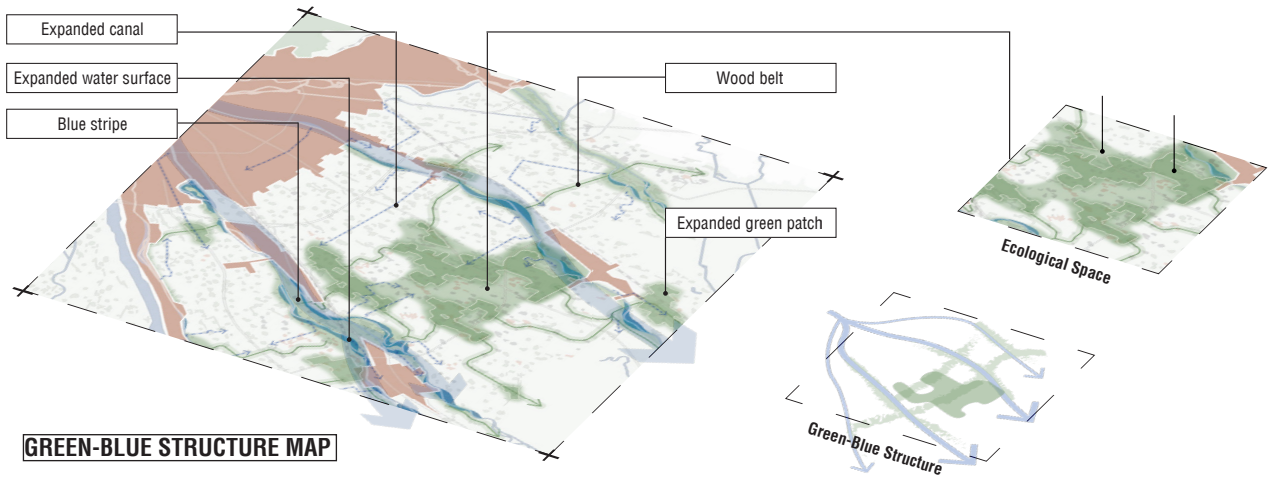 Expanded canal
Expanded water surface
Blue stripe
Wood belt
Expanded green patch
Ecological Space
Green-Blue Structure
GREEN-BLUE STRUCTURE MAP